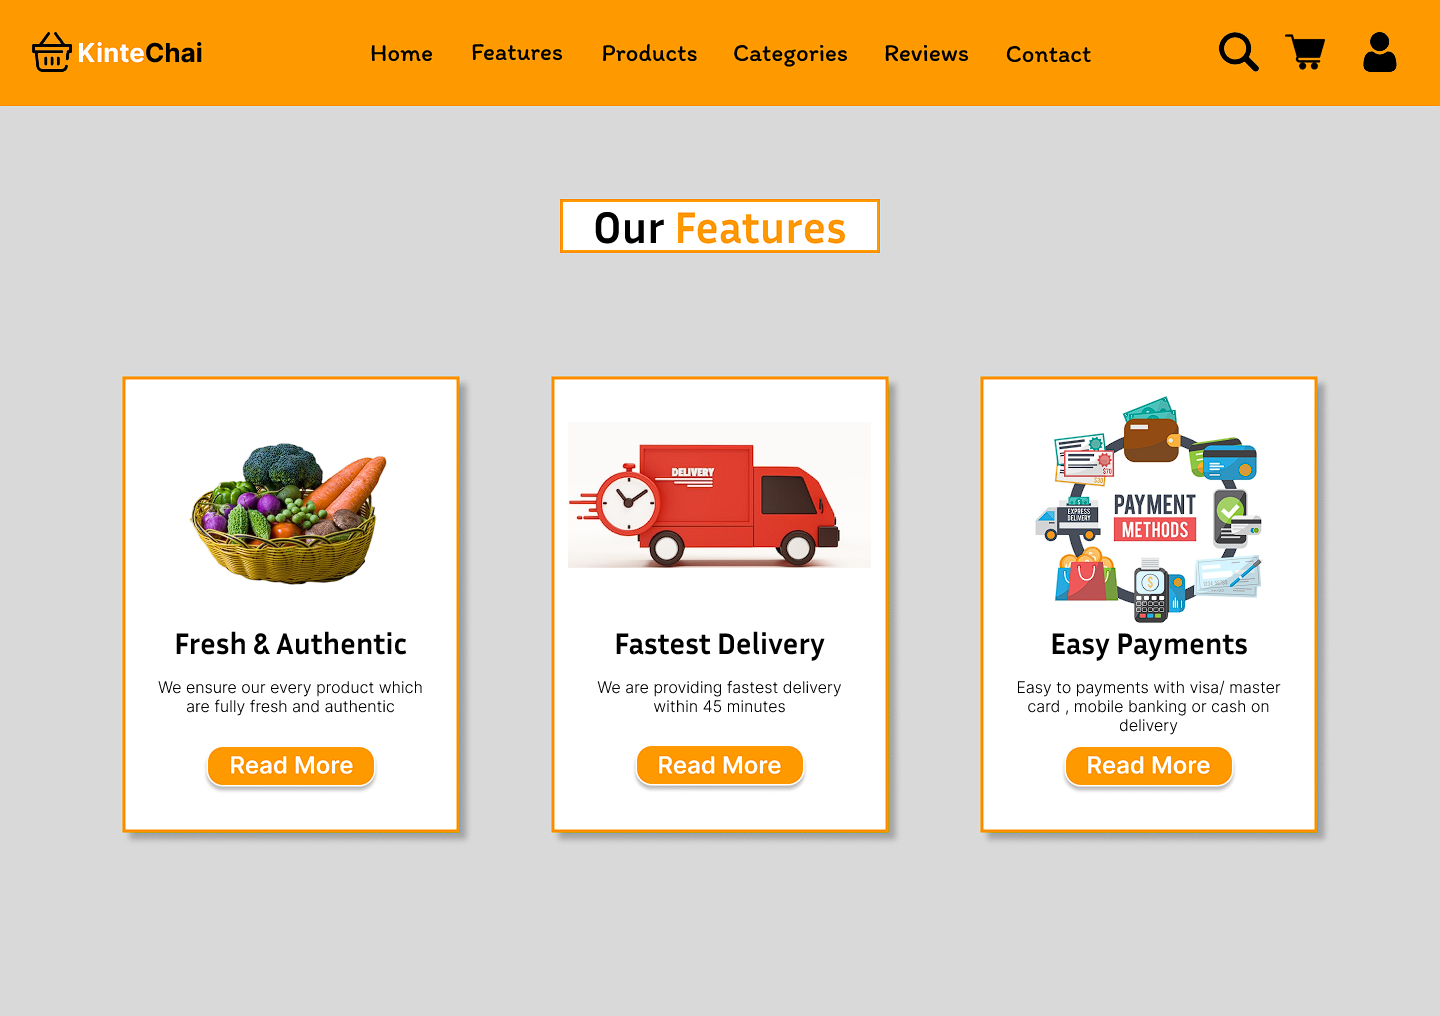 KinteChai
Home Features Products Categories Reviews Contact
Our Features
DELIVERY
$70
$30
EXPRESS
DELIVERY
PAYMENT
METHODS
$
Fresh & Authentic
We ensure our every product which
are fully fresh and authentic
Read More
Fastest Delivery
We are providing fastest delivery
within 45 minutes
Read More
Easy Payments
Easy to payments with visa/ master
card , mobile banking or cash on
delivery
Read More